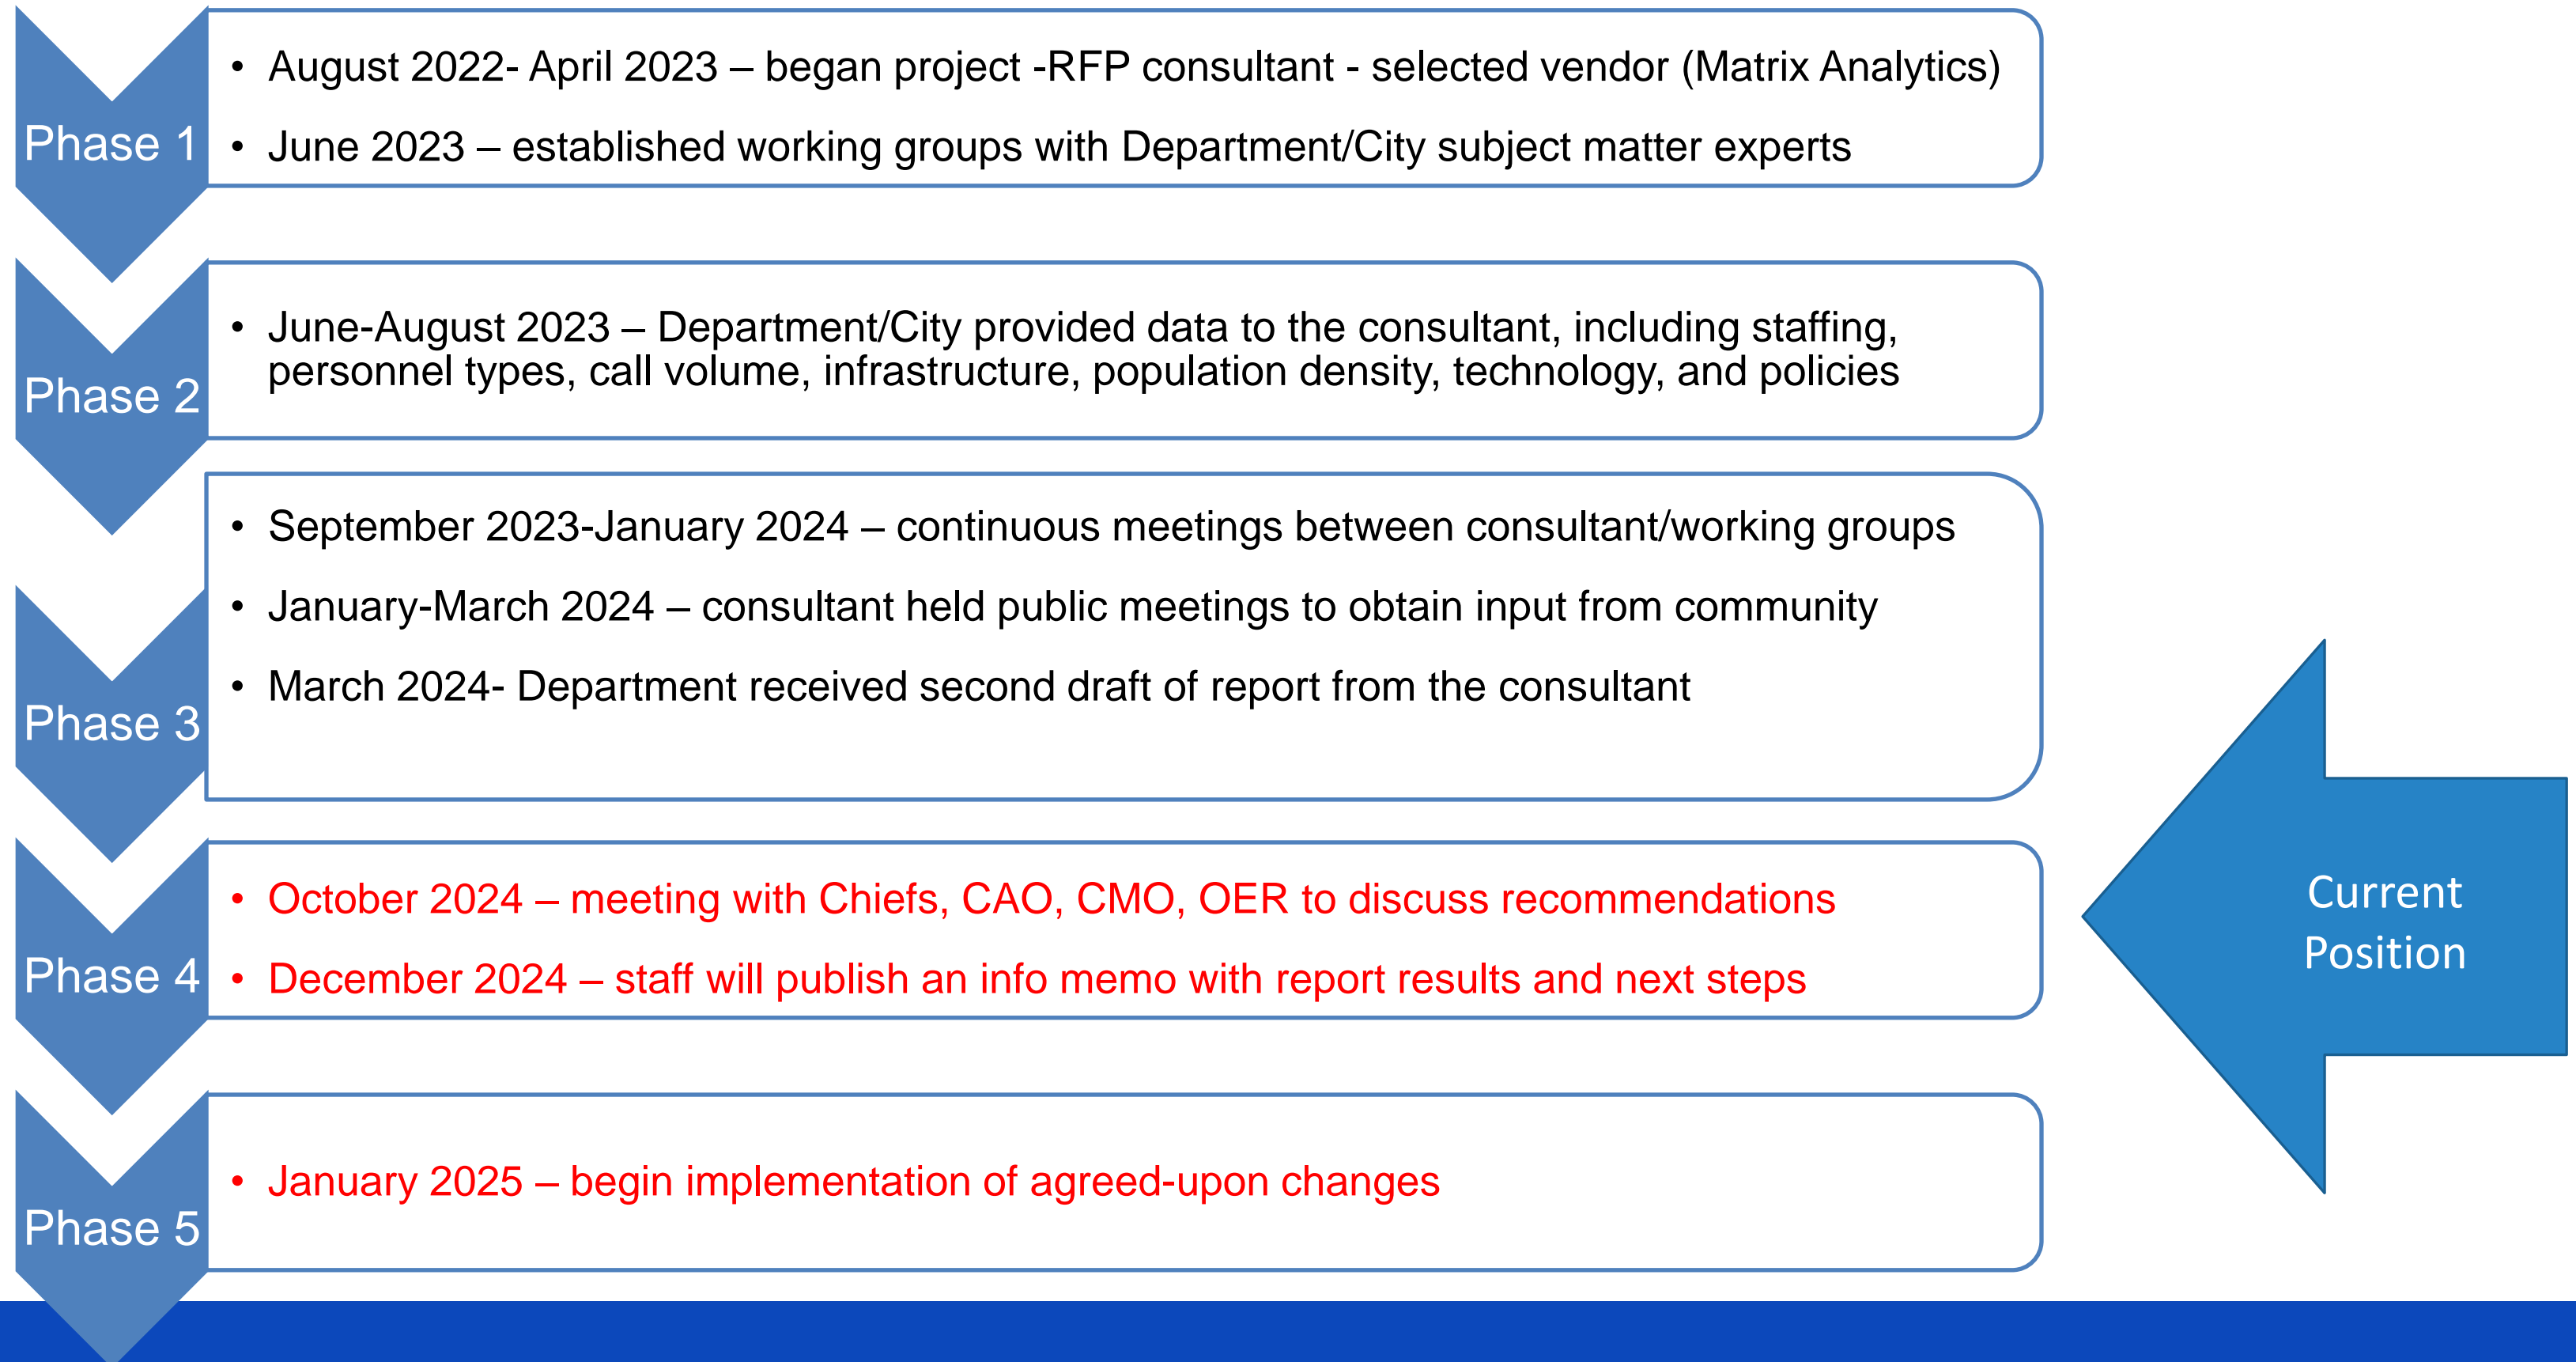 Phase 1
• August 2022- April 2023 – began project -RFP consultant - selected vendor (Matrix Analytics)
• June 2023 – established working groups with Department/City subject matter experts
Phase 2
• June-August 2023 – Department/City provided data to the consultant, including staffing,
personnel types, call volume, infrastructure, population density, technology, and policies
Phase 3
• September 2023-January 2024 – continuous meetings between consultant/working groups
• January-March 2024 – consultant held public meetings to obtain input from community
• March 2024- Department received second draft of report from the consultant
Phase 4
• October 2024 – meeting with Chiefs, CAO, CMO, OER to discuss recommendations
• December 2024 – staff will publish an info memo with report results and next steps
Current
Position
Phase 5
• January 2025 – begin implementation of agreed-upon changes